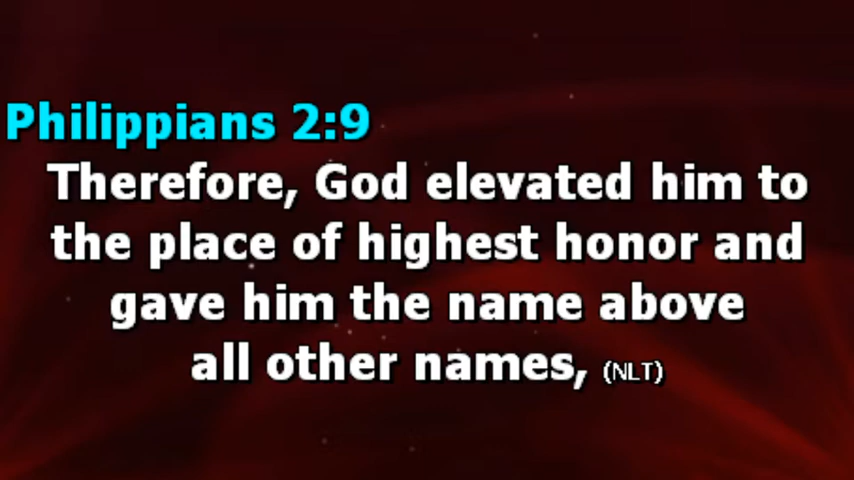 Philippians 2:9
Therefore, God elevated him to
the place of highest honor and
gave him the name above
all other names, (NLT)